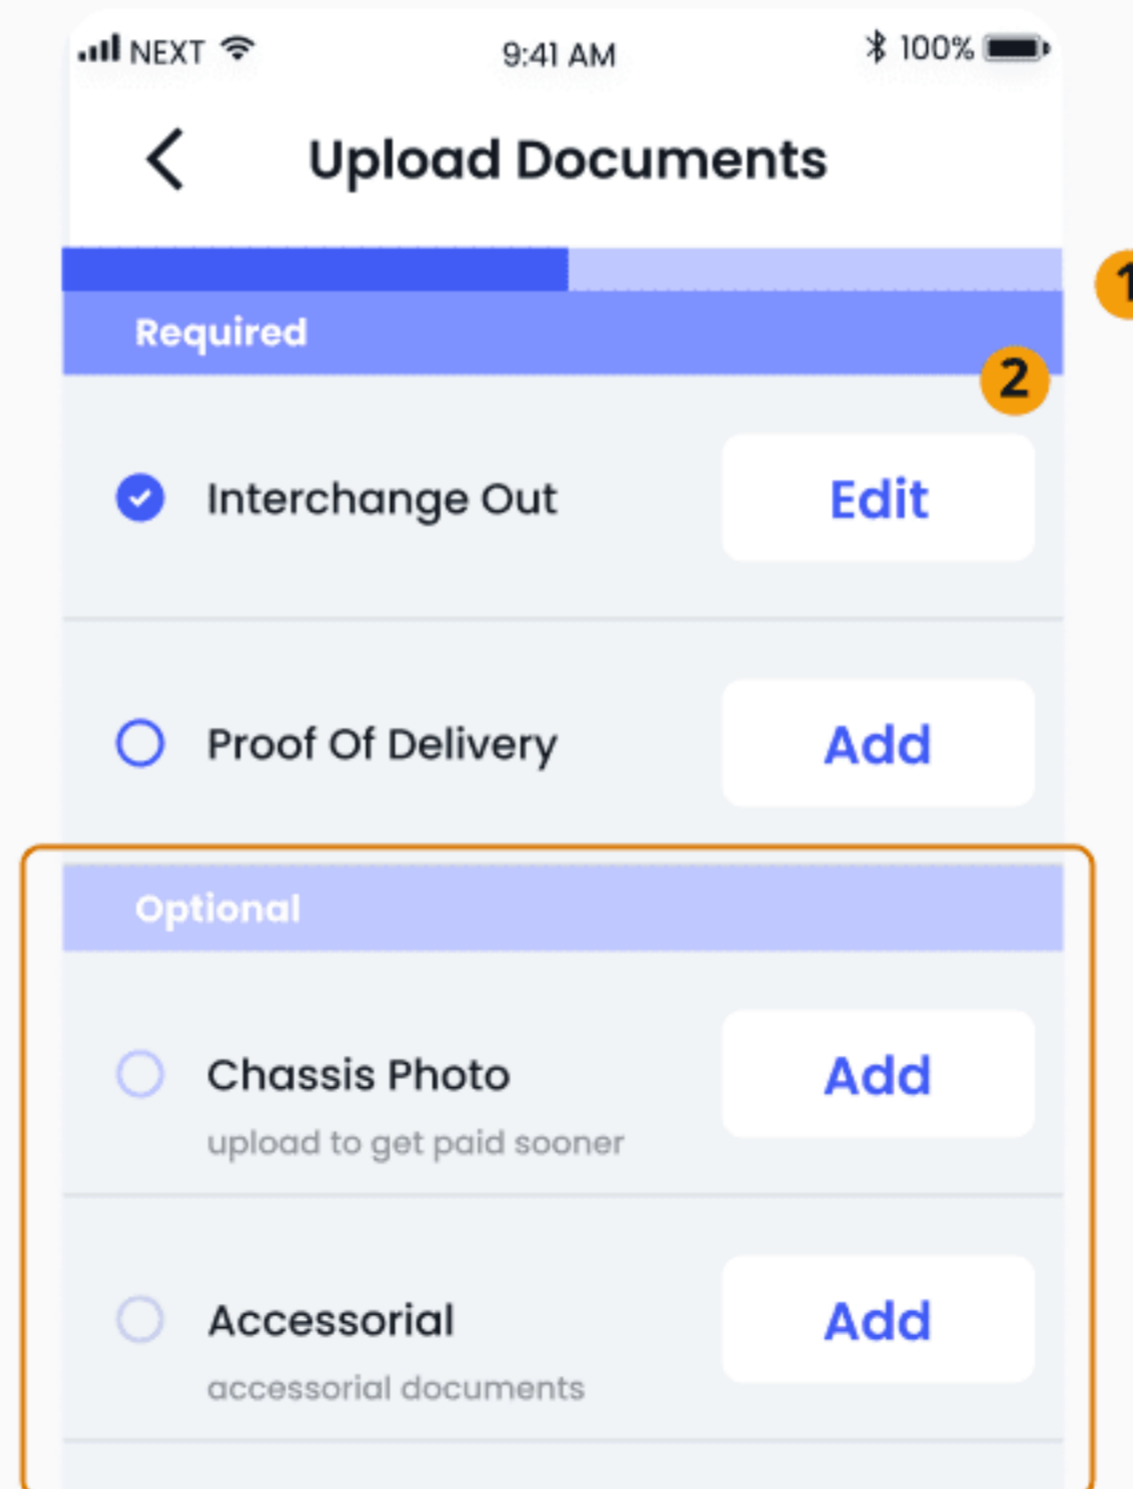 NEXT 9:41 AM 100%
Upload Documents
1
Required
2
Interchange Out Edit
Proof Of Delivery Add
Optional
Chassis Photo Add
upload to get paid sooner
Accessorial Add
accessorial documents